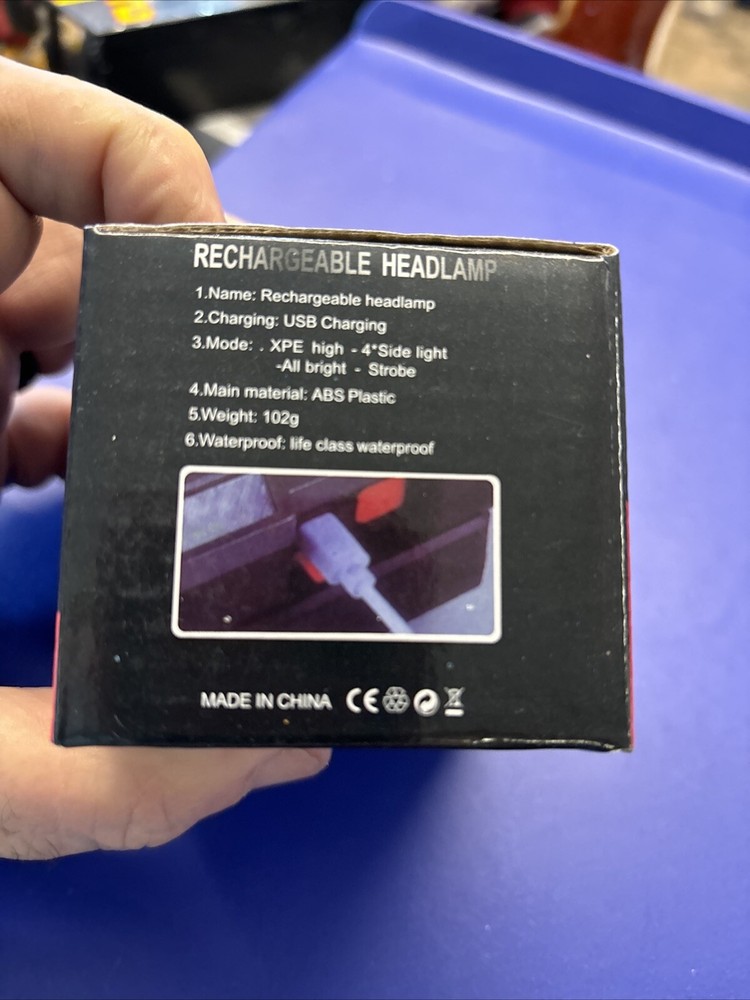 RECHARGEABLE HEADLAMP
1.Name: Rechargeable headlamp
2.Charging: USB Charging
3.Mode: . XPE high - 4*Side light
-All bright - Strobe
4.Main material: ABS Plastic
5.Weight: 102g
6.Waterproof: life class waterproof
MADE IN CHINA CE